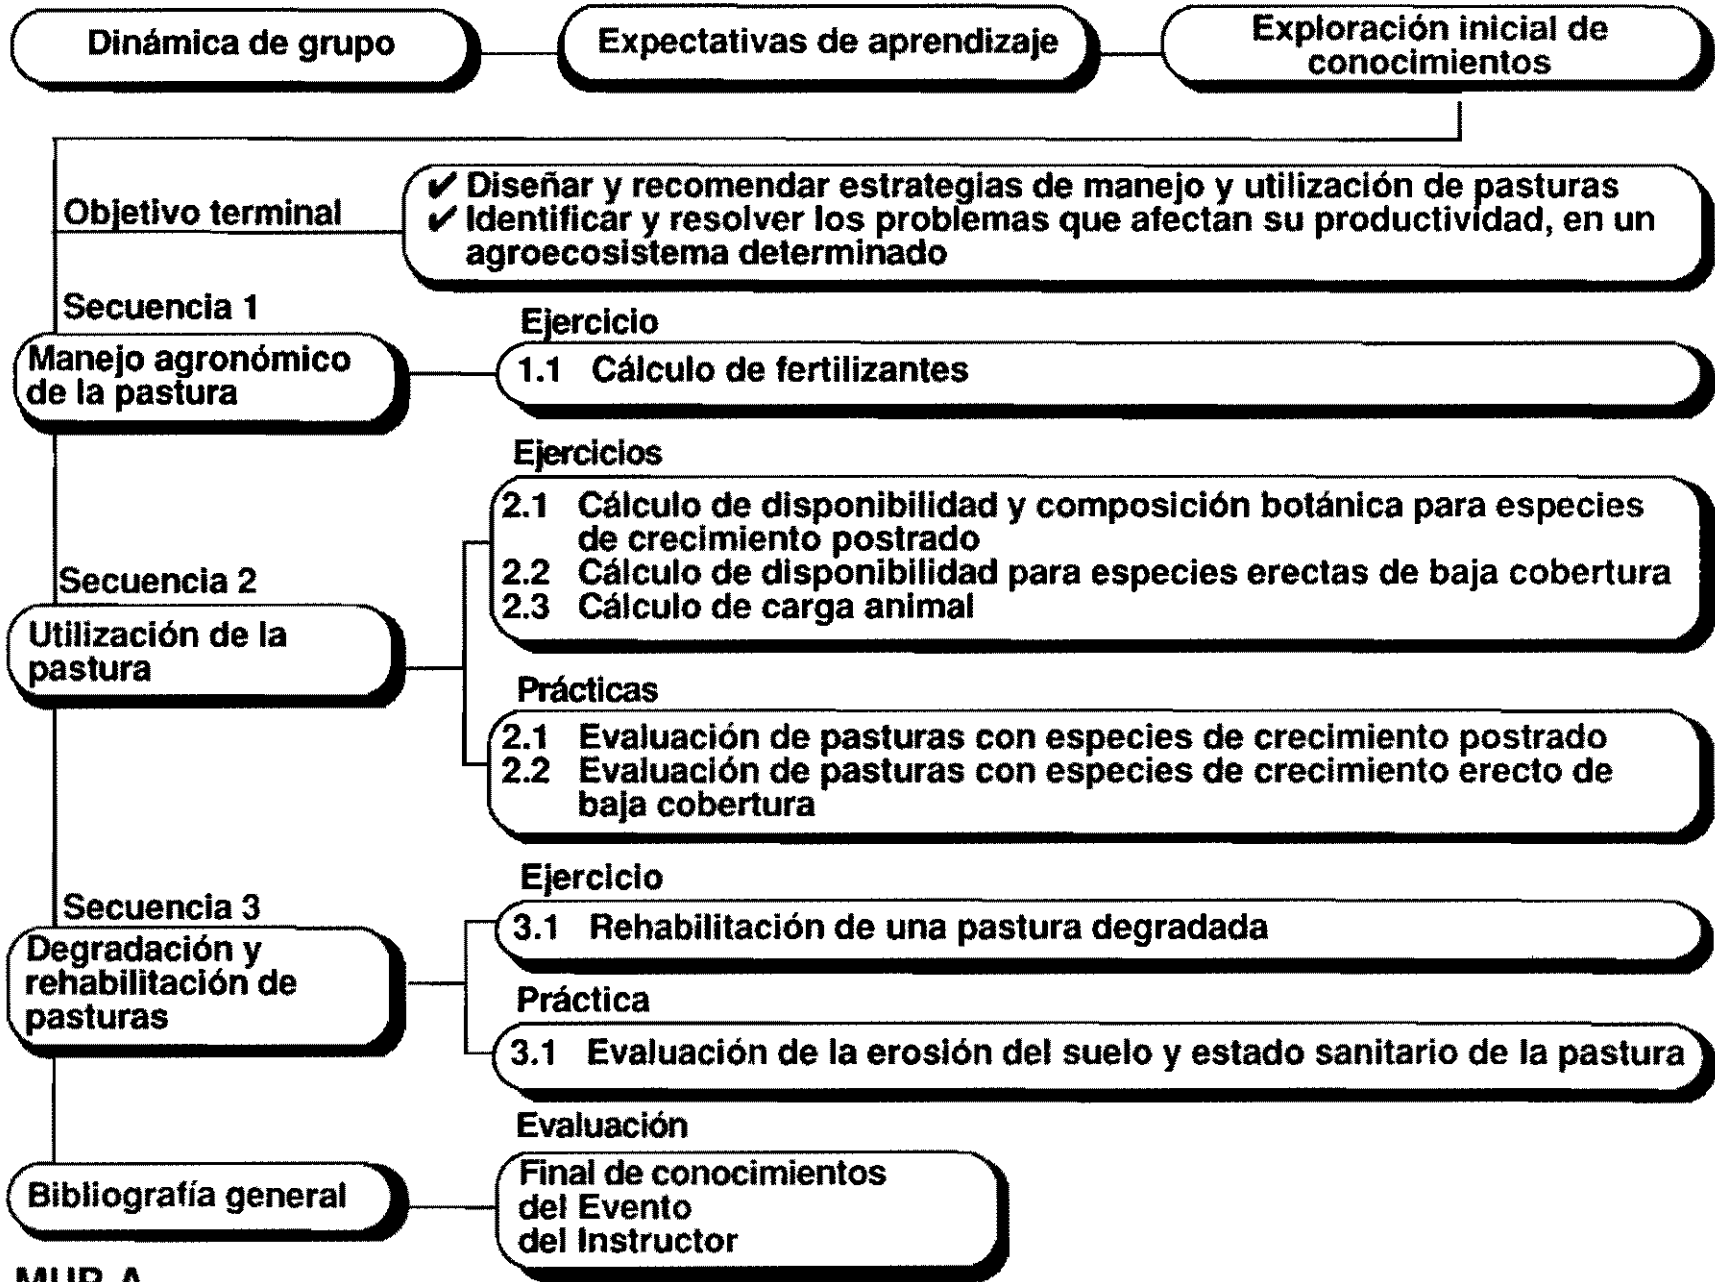 Dinámica de grupo
Expectativas de aprendizaje
Exploración inicial de
conocimientos
Objetivo terminal
✔ Diseñar y recomendar estrategias de manejo y utilización de pasturas
✔ Identificar y resolver los problemas que afectan su productividad, en un
agroecosistema determinado
Secuencia 1
Manejo agronómico
de la pastura
Ejercicio
1.1 Cálculo de fertilizantes
Secuencia 2
Utilización de la
pastura
Ejercicios
2.1 Cálculo de disponibilidad y composición botánica para especies
de crecimiento postrado
2.2 Cálculo de disponibilidad para especies erectas de baja cobertura
2.3 Cálculo de carga animal
Prácticas
2.1 Evaluación de pasturas con especies de crecimiento postrado
2.2 Evaluación de pasturas con especies de crecimiento erecto de
baja cobertura
Secuencia 3
Degradación y
rehabilitación de
pasturas
Ejercicio
3.1 Rehabilitación de una pastura degradada
Práctica
3.1 Evaluación de la erosión del suelo y estado sanitario de la pastura
Bibliografía general
Evaluación
Final de conocimientos
del Evento
del Instructor